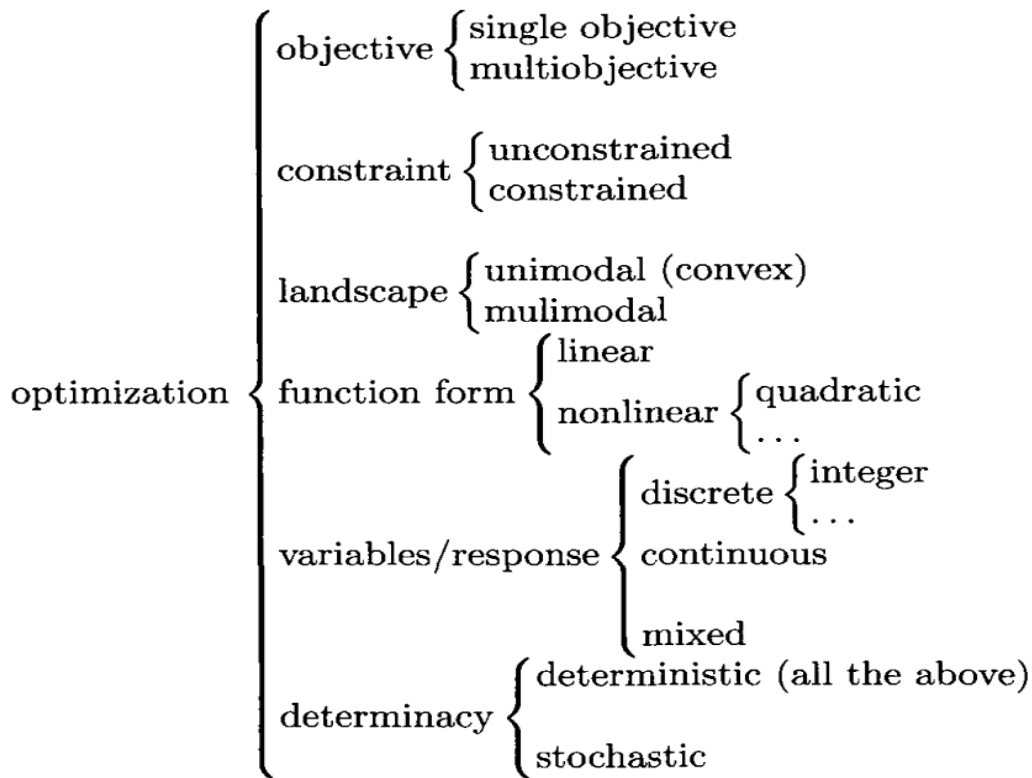 objective
single objective
multiobjective
constraint
unconstrained
constrained
landscape
unimodal (convex)
mulimodal
optimization
function form
linear
nonlinear
quadratic
...
variables/response
discrete
integer
...
continuous
mixed
determinacy
deterministic (all the above)
stochastic